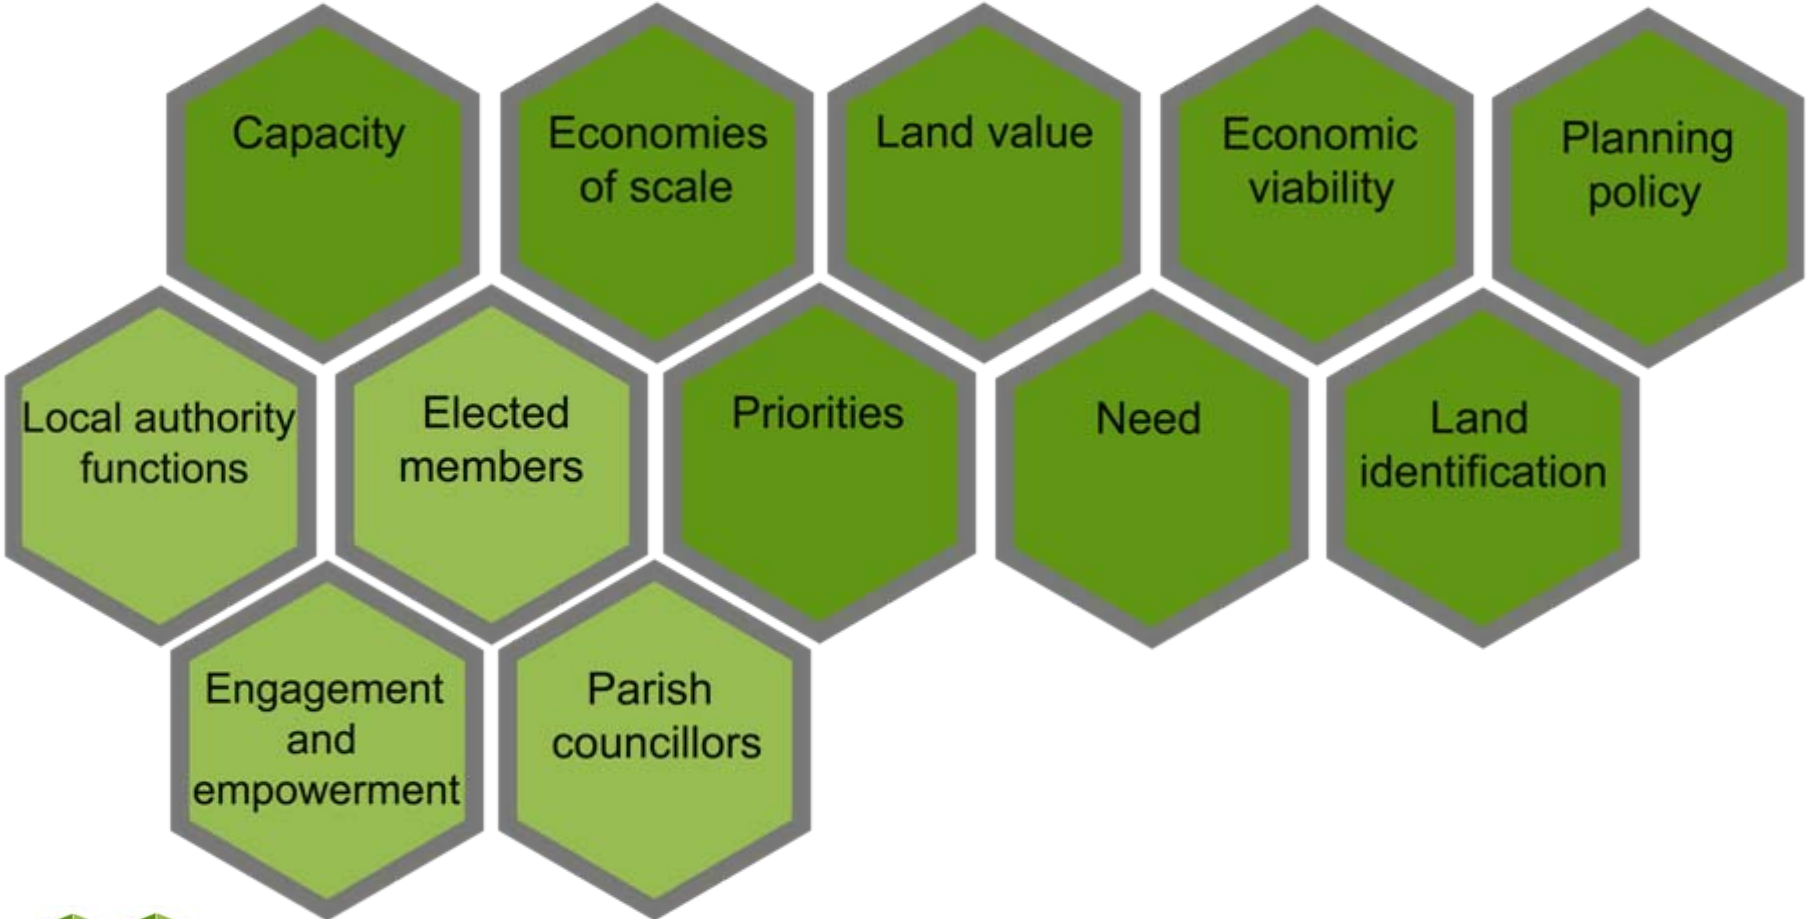 Capacity
Economies
of scale
Land value
Economic
viability
Planning
policy
Local authority
functions
Elected
members
Priorities
Need
Land
identification
Engagement
and
empowerment
Parish
councillors